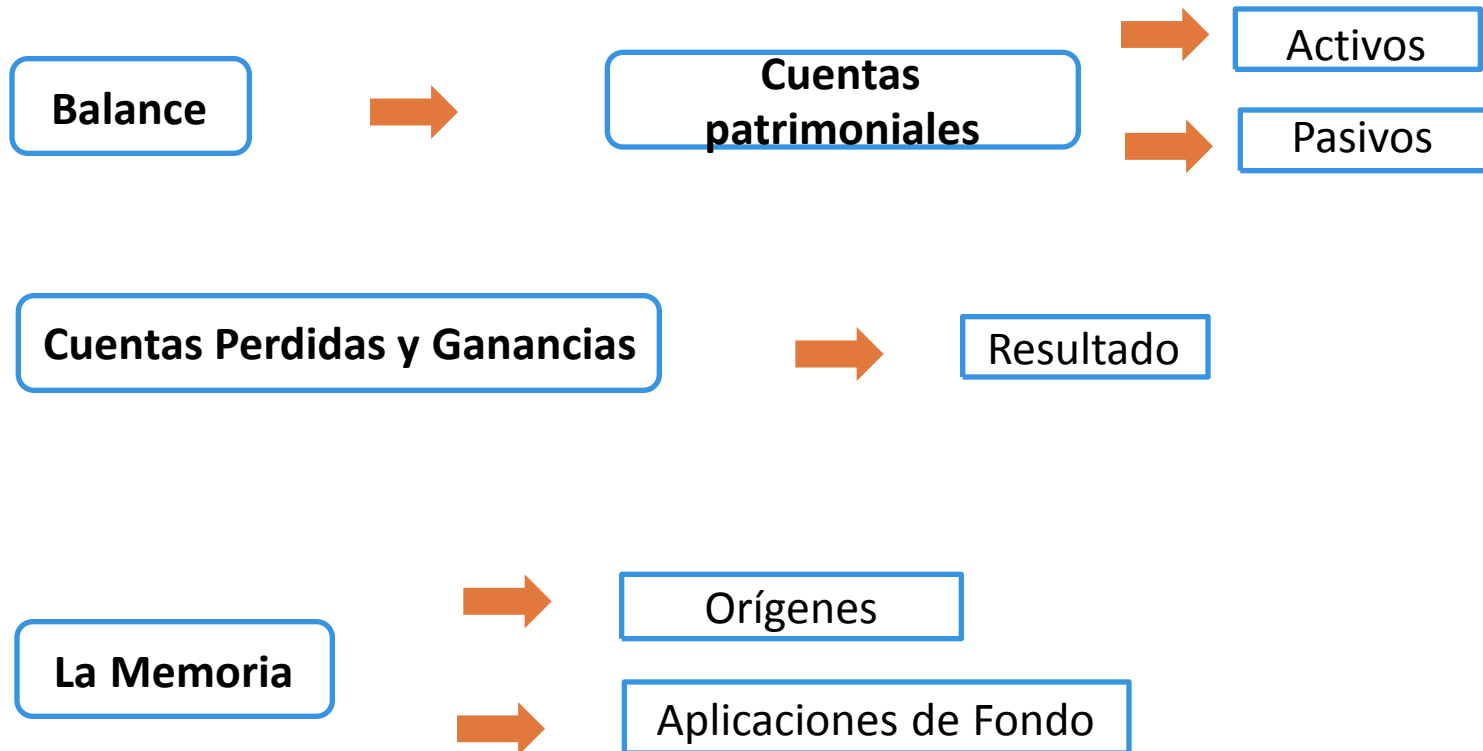 Balance
Cuentas
patrimoniales
Activos
Pasivos
Cuentas Perdidas y Ganancias
Resultado
La Memoria
Orígenes
Aplicaciones de Fondo